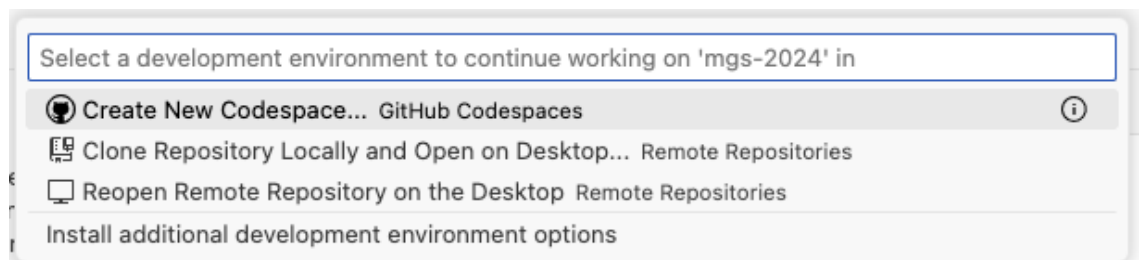 Select a development environment to continue working on 'mgs-2024' in
Create New Codespace... GitHub Codespaces
Clone Repository Locally and Open on Desktop... Remote Repositories
Reopen Remote Repository on the Desktop Remote Repositories
Install additional development environment options